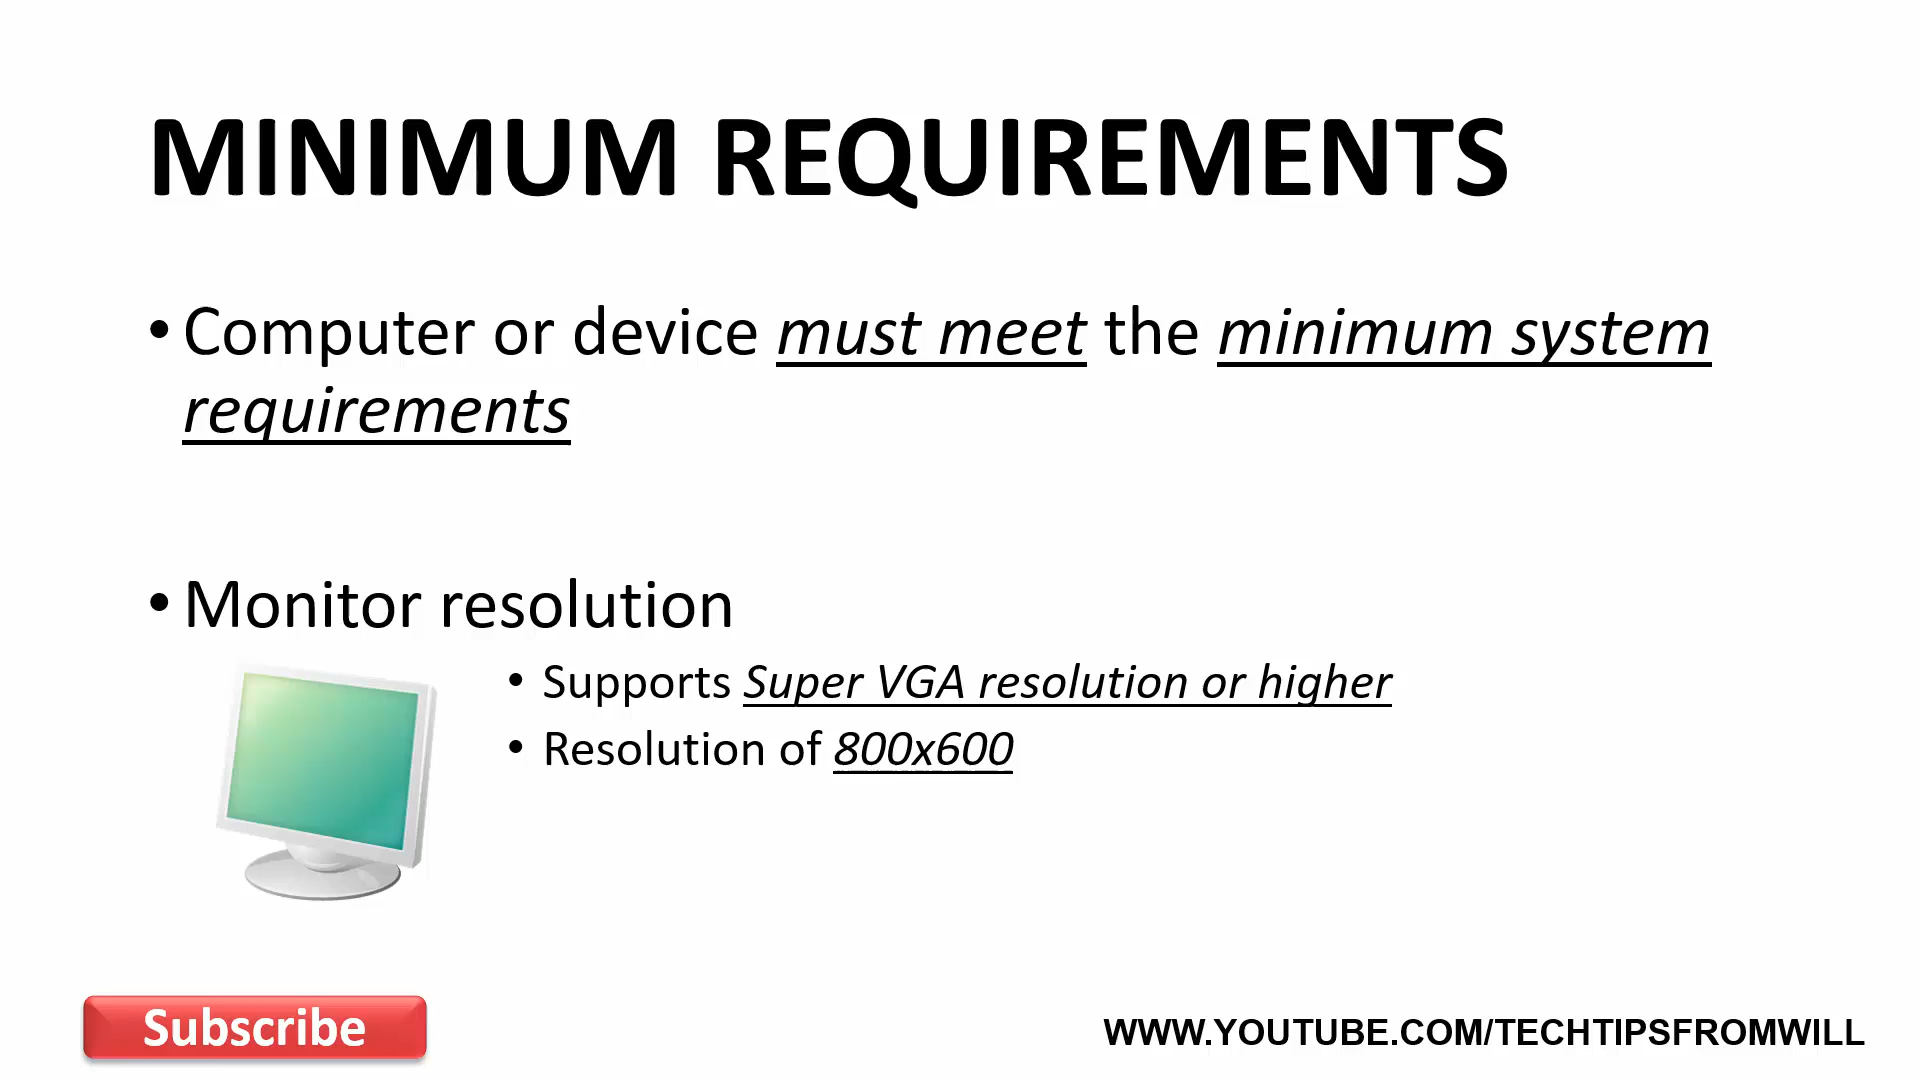 MINIMUM REQUIREMENTS
• Computer or device must meet the minimum system
requirements
• Monitor resolution
• Supports Super VGA resolution or higher
• Resolution of 800x600
Subscribe
WWW.YOUTUBE.COM/TECHTIPSFROMWILL